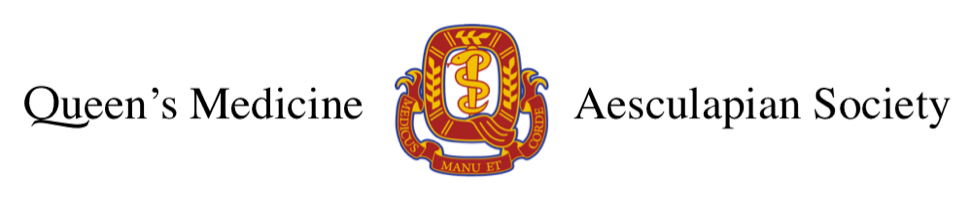 Queen's Medicine
MEDICUS MANU ET CORDE
Aesculapian Society